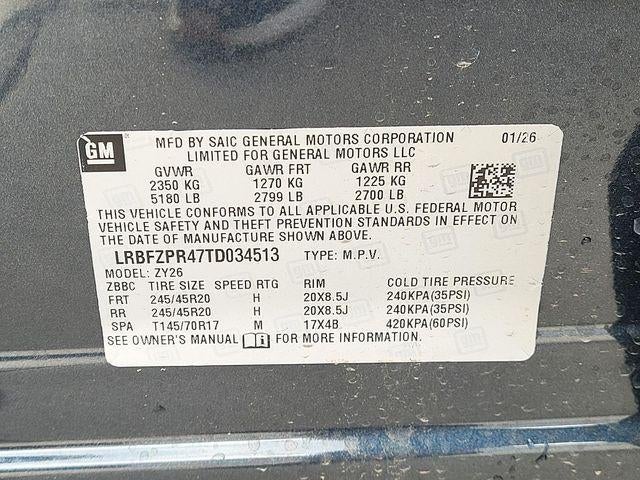 GM
MFD BY SAIC GENERAL MOTORS CORPORATION 01/26
LIMITED FOR GENERAL MOTORS LLC
GVWR GAWR FRT GAWR RR
2350 KG 1270 KG 1225 KG
5180 LB 2799 LB 2700 LB
THIS VEHICLE CONFORMS TO ALL APPLICABLE U.S. FEDERAL MOTOR
VEHICLE SAFETY AND THEFT PREVENTION STANDARDS IN EFFECT ON
THE DATE OF MANUFACTURE SHOWN ABOVE.
LRBFZPR47TD034513 TYPE: M.P.V.
MODEL: ZY26
ZBBC TIRE SIZE SPEED RTG RIM COLD TIRE PRESSURE
FRT 245/45R20 H 20X8.5J 240KPA(35PSI)
RR 245/45R20 H 20X8.5J 240KPA(35PSI)
SPA T145/70R17 M 17X4B 420KPA(60PSI)
SEE OWNER'S MANUAL FOR MORE INFORMATION.